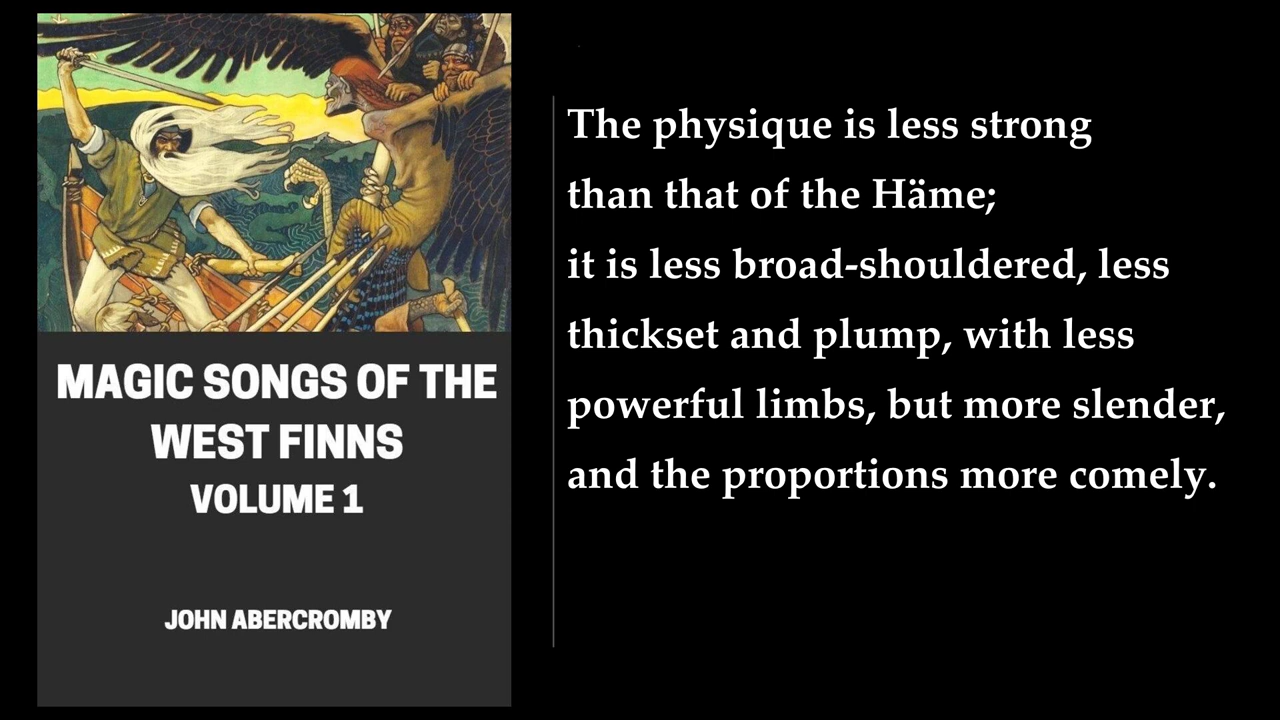 MAGIC SONGS OF THE
WEST FINNS
VOLUME 1
JOHN ABERCROMBY
The physique is less strong
than that of the Häme;
it is less broad-shouldered, less
thickset and plump, with less
powerful limbs, but more slender,
and the proportions more comely.